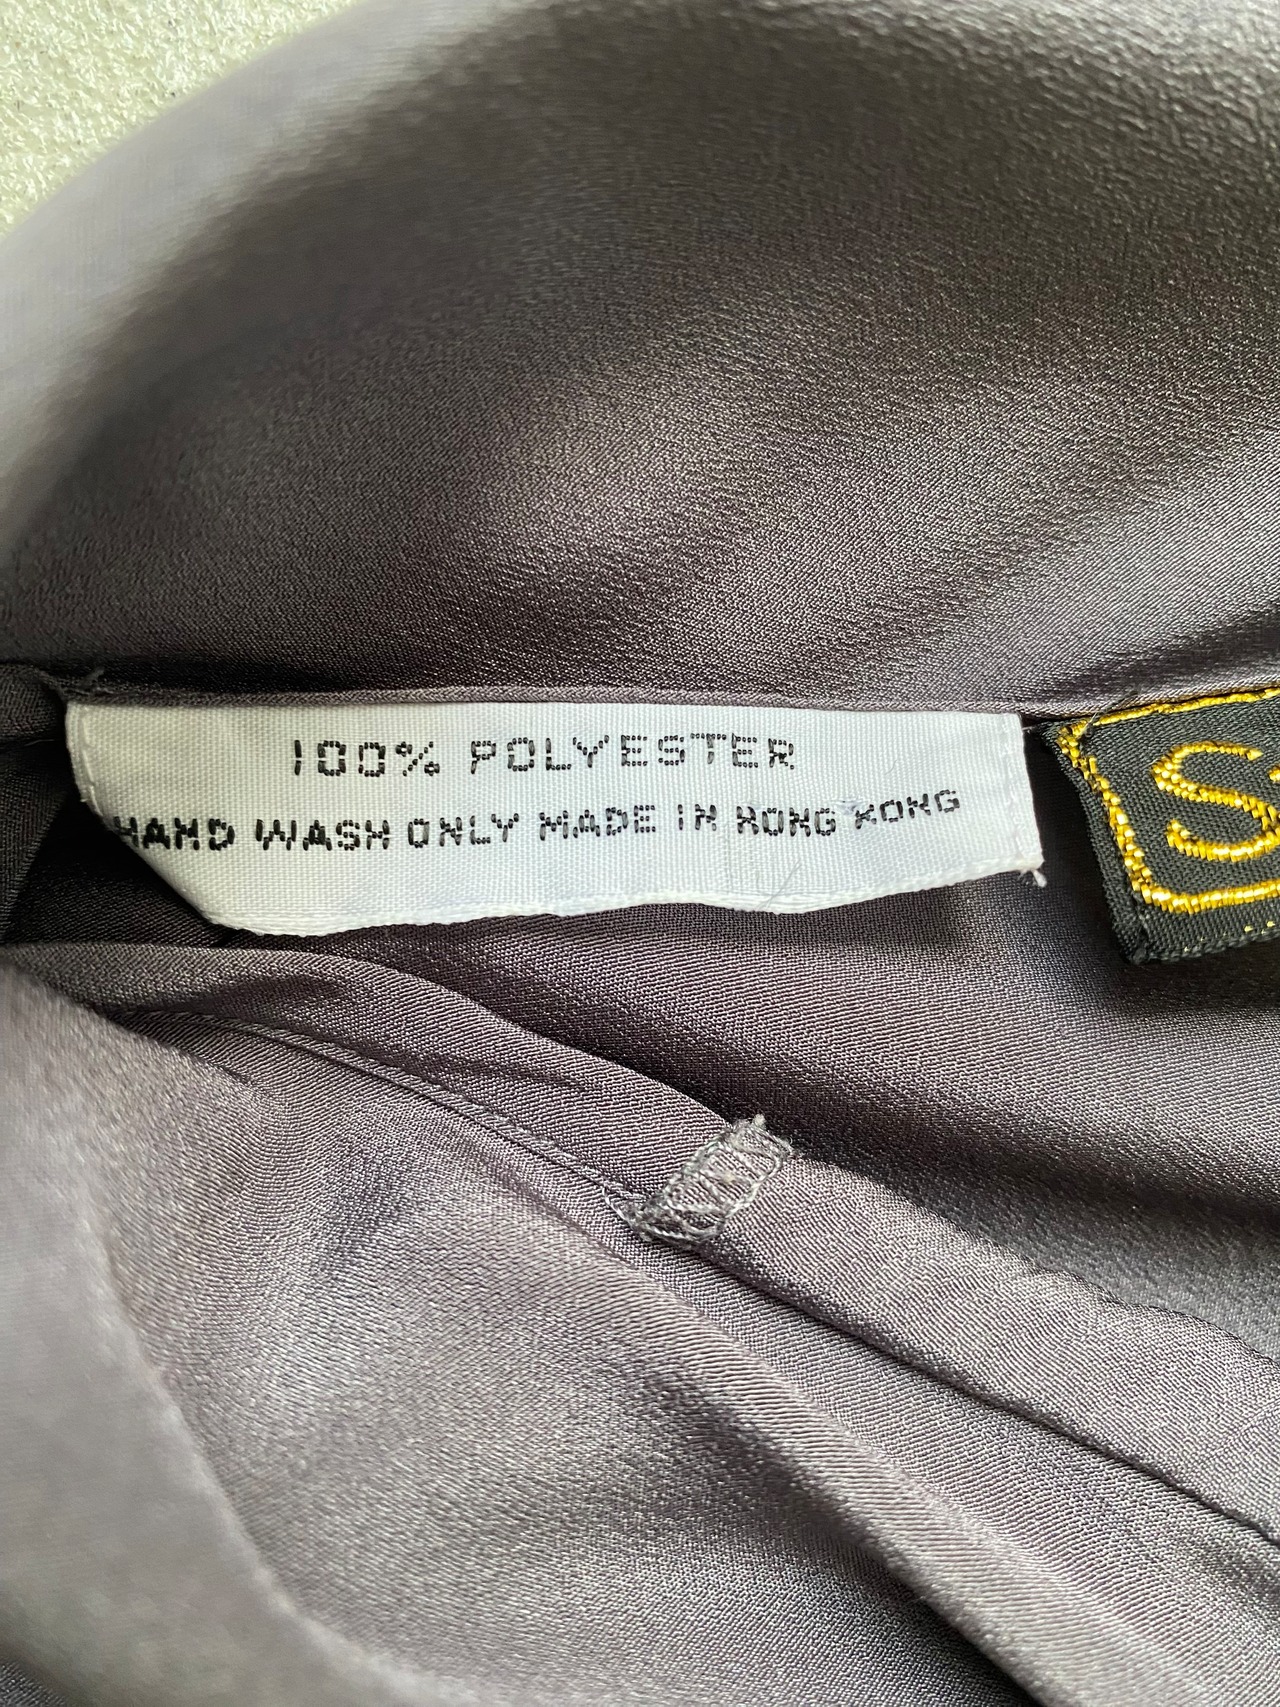 100% POLYESTER
HAND WASH ONLY MADE IN HONG KONG